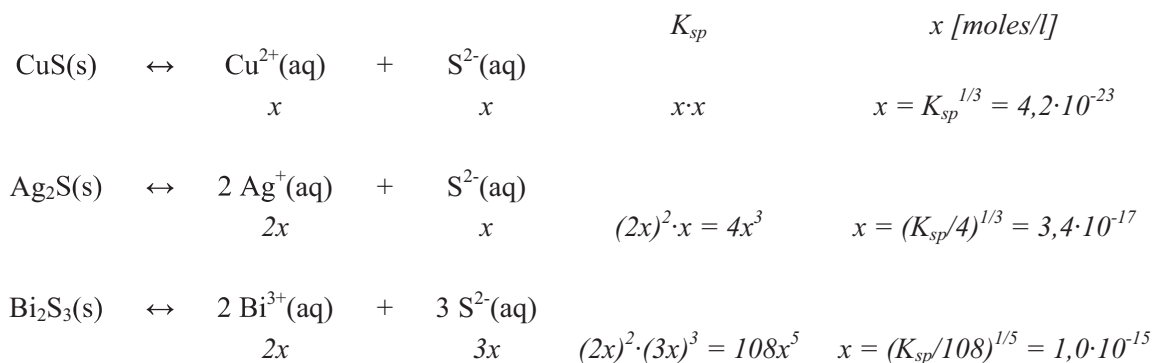 K_sp x [moles/l]
CuS(s) ↔ Cu²⁺(aq) + S²⁻(aq)
x x x·x x = K_sp^1/3 = 4,2·10⁻²³
Ag₂S(s) ↔ 2 Ag⁺(aq) + S²⁻(aq)
2x x (2x)²·x = 4x³ x = (K_sp/4)^1/3 = 3,4·10⁻¹⁷
Bi₂S₃(s) ↔ 2 Bi³⁺(aq) + 3 S²⁻(aq)
2x 3x (2x)²·(3x)³ = 108x⁵ x = (K_sp/108)^1/5 = 1,0·10⁻¹⁵